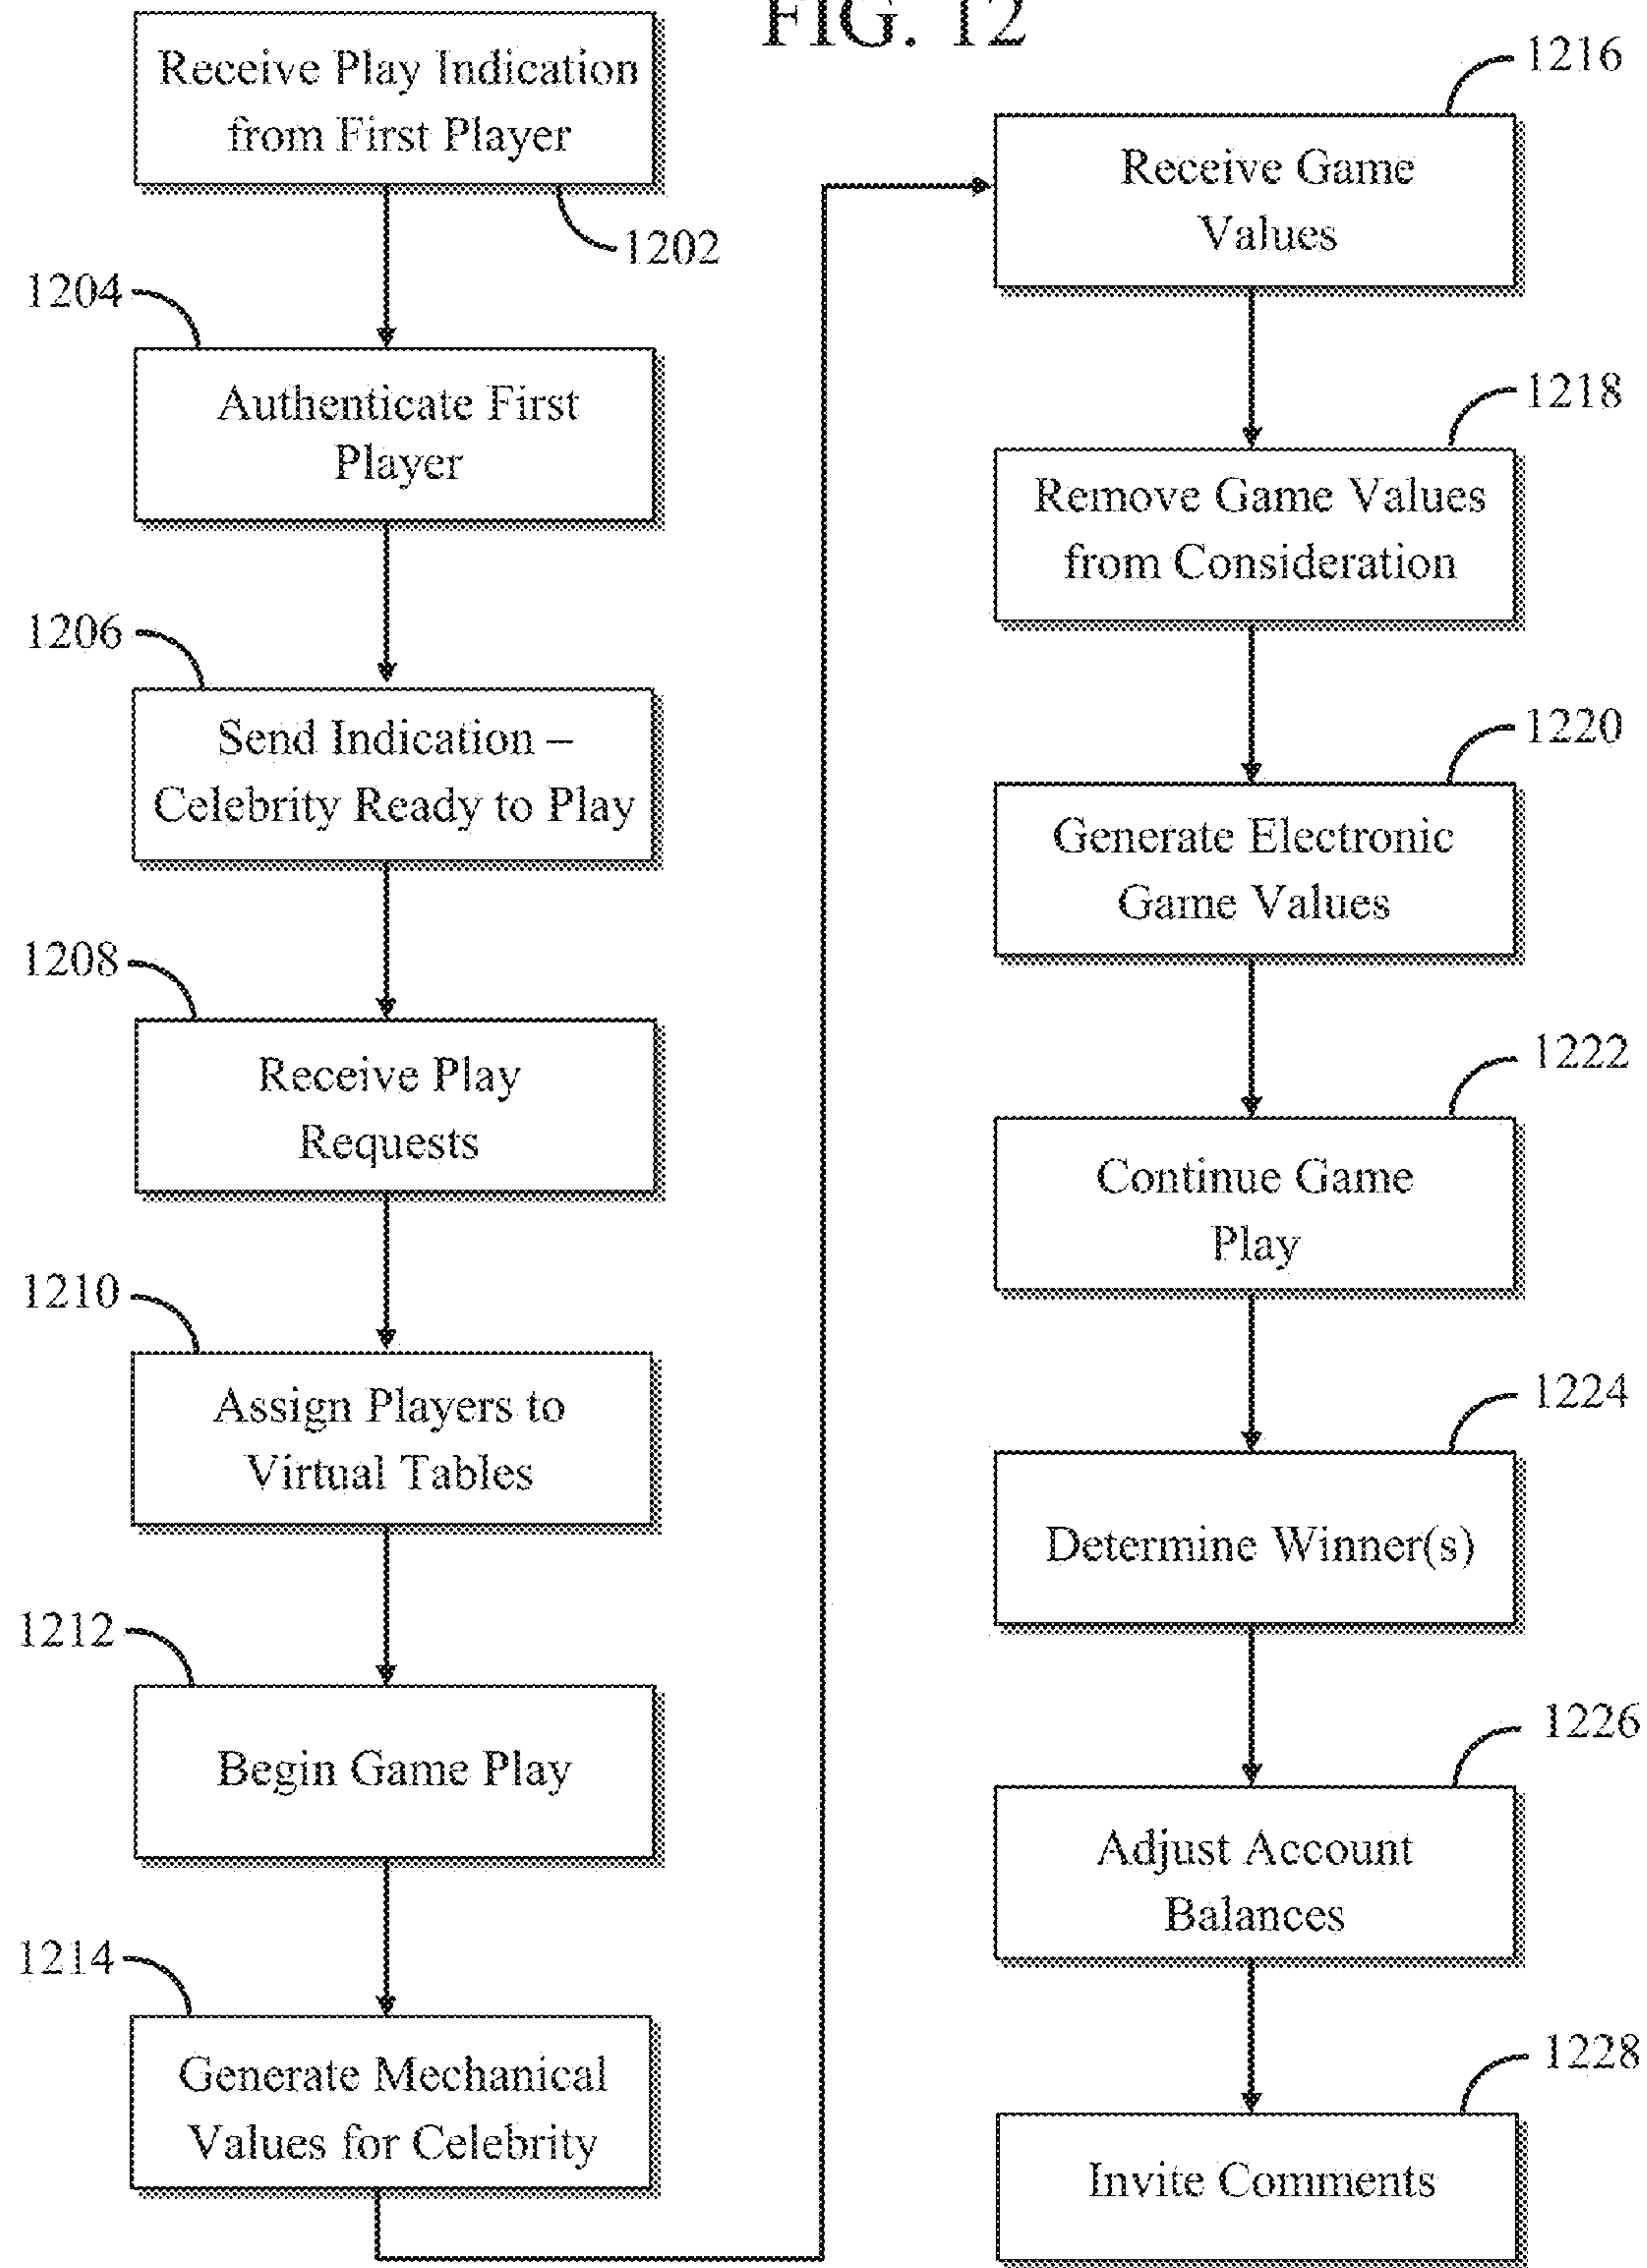 FIG. 12
Receive Play Indication
from First Player
1202
1204
Authenticate First
Player
1206
Send Indication –
Celebrity Ready to Play
1208
Receive Play
Requests
1210
Assign Players to
Virtual Tables
1212
Begin Game Play
1214
Generate Mechanical
Values for Celebrity
1216
Receive Game
Values
1218
Remove Game Values
from Consideration
1220
Generate Electronic
Game Values
1222
Continue Game
Play
1224
Determine Winner(s)
1226
Adjust Account
Balances
1228
Invite Comments